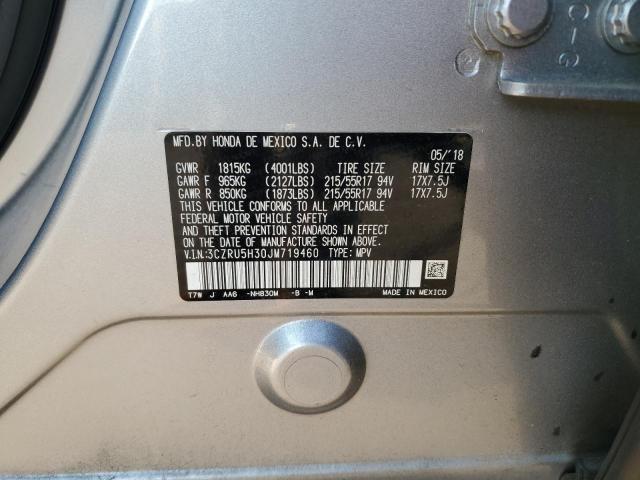 MFD.BY HONDA DE MEXICO S.A. DE C.V.
05/'18
GVWR 1815KG (4001LBS) TIRE SIZE RIM SIZE
GAWR F 965KG (2127LBS) 215/55R17 94V 17X7.5J
GAWR R 850KG (1873LBS) 215/55R17 94V 17X7.5J
THIS VEHICLE CONFORMS TO ALL APPLICABLE
FEDERAL MOTOR VEHICLE SAFETY
AND THEFT PREVENTION STANDARDS IN EFFECT
ON THE DATE OF MANUFACTURE SHOWN ABOVE.
V.I.N.:3CZRU5H30JM719460 TYPE: MPV
T7W J AA6 -NH830M -B -M MADE IN MEXICO
C-G